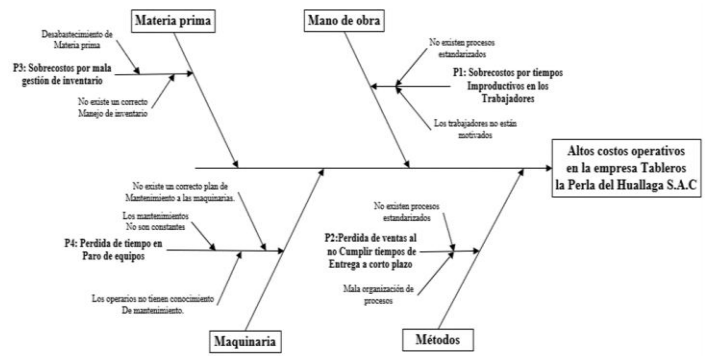 Materia prima
Mano de obra
Desabastecimiento de
Materia prima
P3: Sobrecostos por mala
gestión de inventario
No existe un correcto
Manejo de inventario
No existen procesos
estandarizados
P1: Sobrecostos por tiempos
Improductivos en los
Trabajadores
Los trabajadores no están
motivados
Altos costos operativos
en la empresa Tableros
la Perla del Huallaga S.A.C
No existe un correcto plan de
Mantenimiento a las maquinarias.
Los mantenimientos
No son constantes
P4: Perdida de tiempo en
Paro de equipos
Los operarios no tienen conocimiento
De mantenimiento.
No existen procesos
estandarizados
P2:Perdida de ventas al
no Cumplir tiempos de
Entrega a corto plazo
Mala organización de
procesos
Maquinaria
Métodos